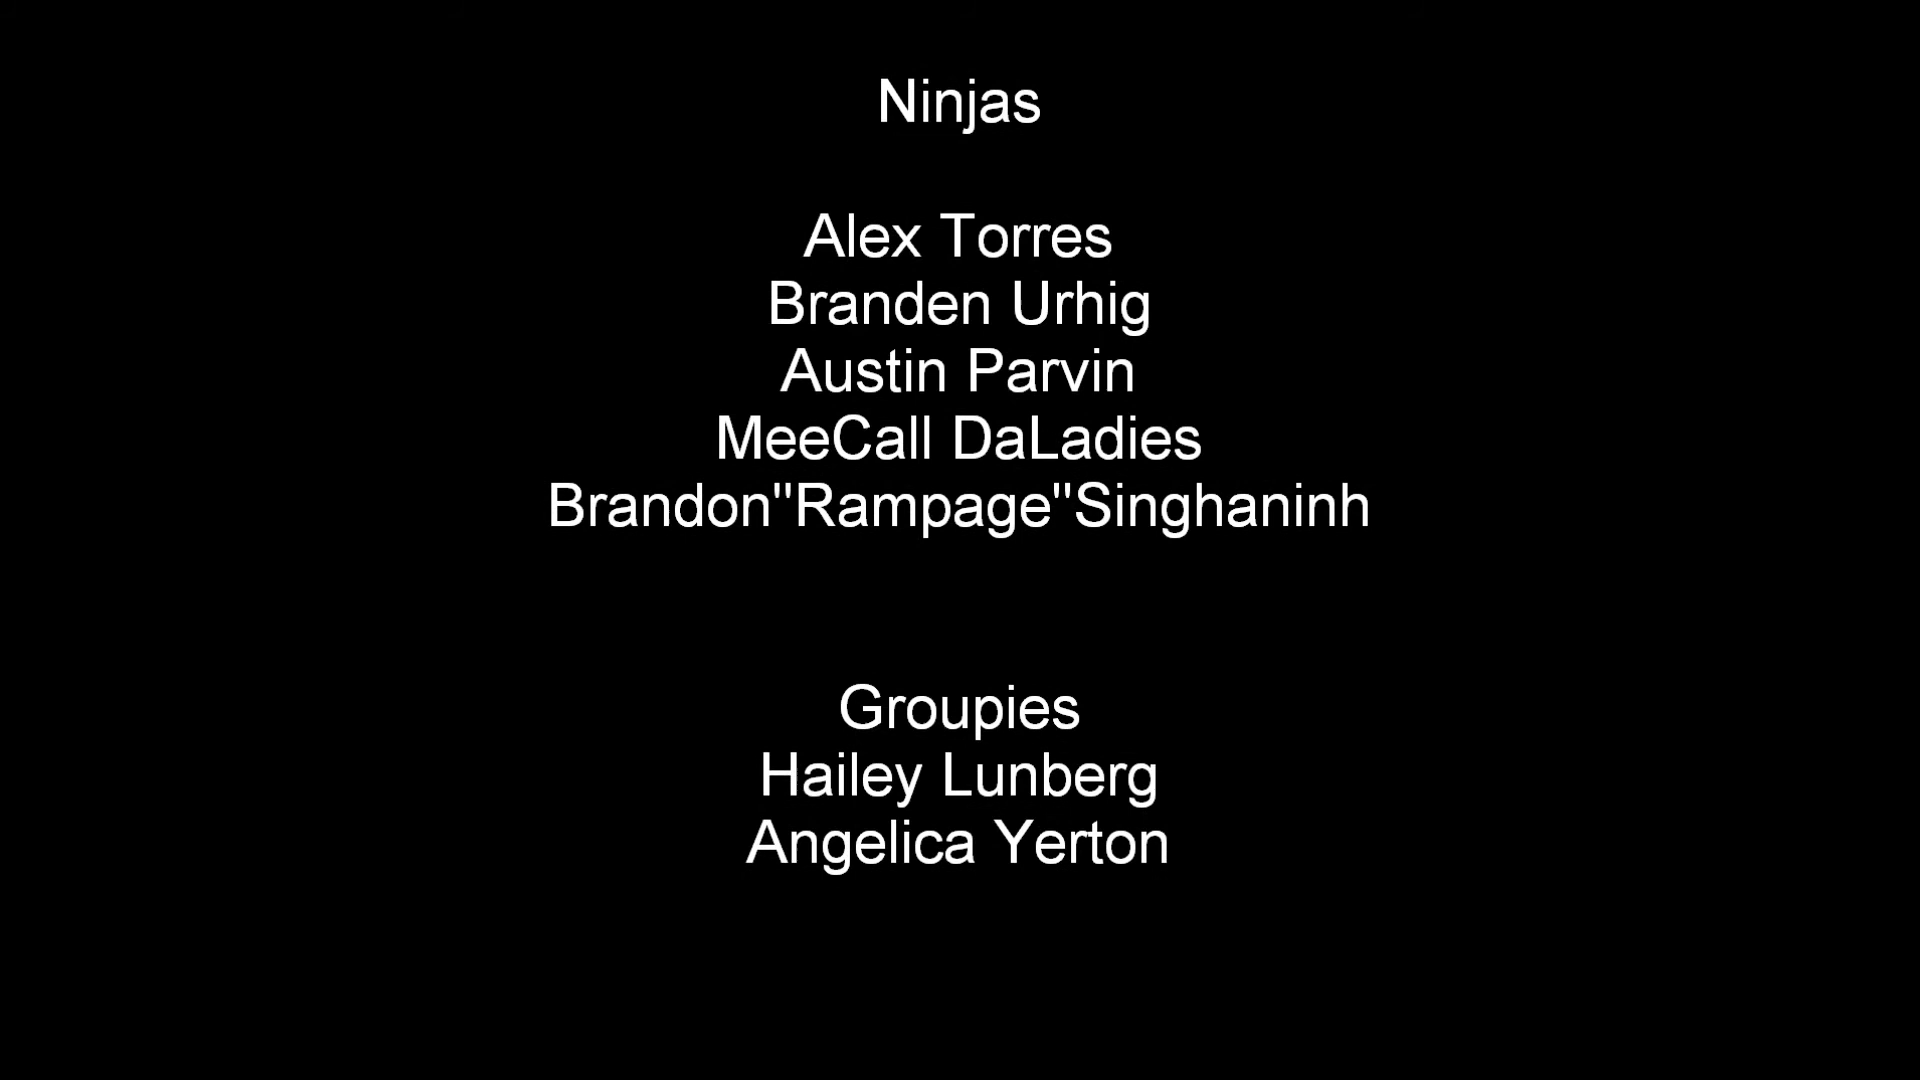 Ninjas
Alex Torres
Branden Urhig
Austin Parvin
MeeCall DaLadies
Brandon"Rampage"Singhaninh
Groupies
Hailey Lunberg
Angelica Yerton